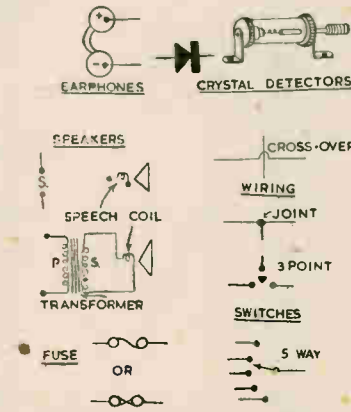 EARPHONES
CRYSTAL DETECTORS
SPEAKERS
S.
SPEECH COIL
P S.
TRANSFORMER
FUSE
OR
CROSS-OVER
WIRING
JOINT
3 POINT
SWITCHES
5 WAY